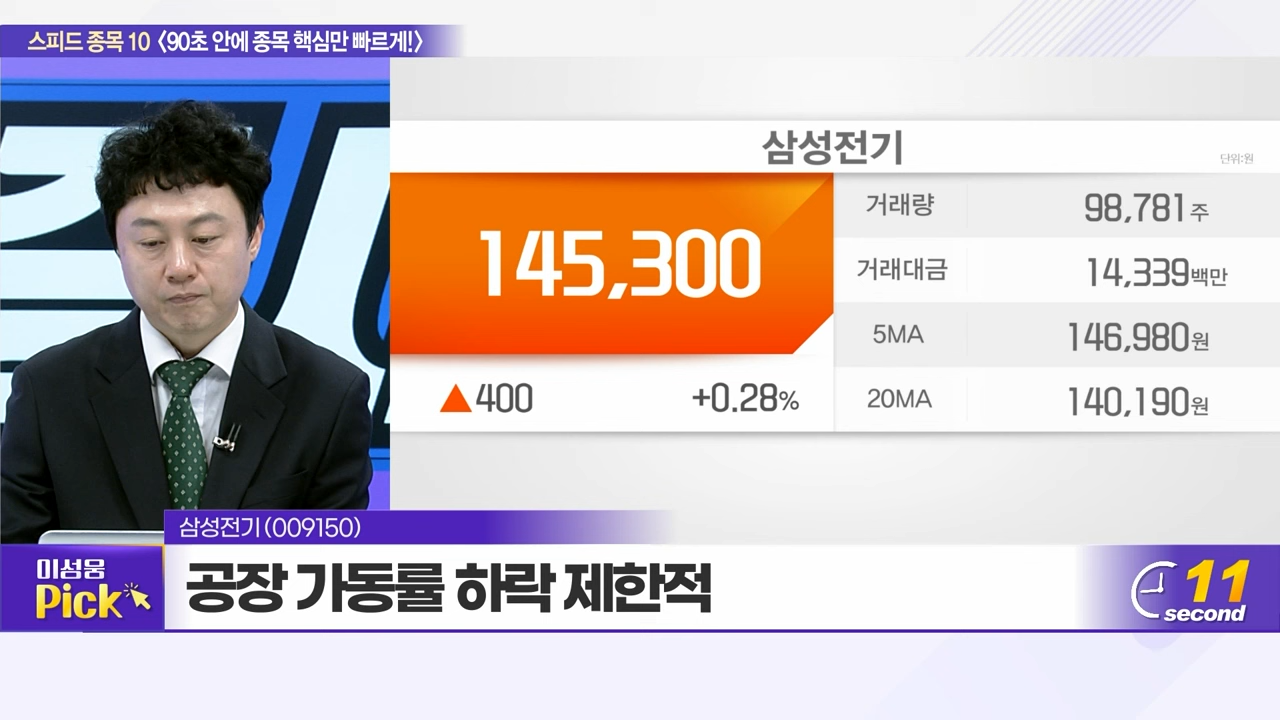 스피드 종목 10 〈90초 안에 종목 핵심만 빠르게!〉
삼성전기
단위:원
145,300
▲400 +0.28%
거래량 98,781주
거래대금 14,339백만
5MA 146,980원
20MA 140,190원
삼성전기(009150)
이섬웅
Pick
공장 가동률 하락 제한적
11
second